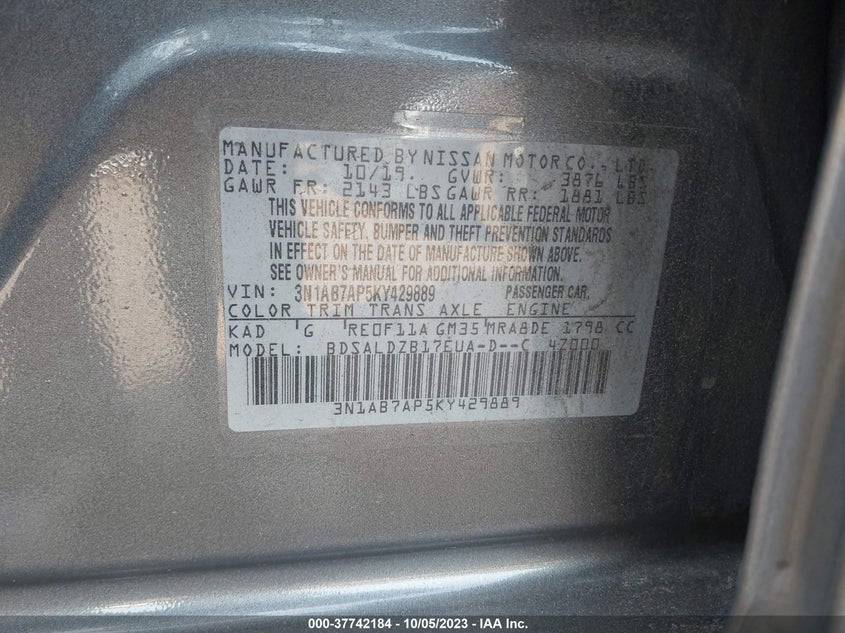 MANUFACTURED BY NISSAN MOTOR CO., LTD.
DATE: 10/19. GVWR: 3876 LBS
GAWR FR: 2143 LBS GAWR RR: 1881 LBS
THIS VEHICLE CONFORMS TO ALL APPLICABLE FEDERAL MOTOR
VEHICLE SAFETY, BUMPER AND THEFT PREVENTION STANDARDS
IN EFFECT ON THE DATE OF MANUFACTURE SHOWN ABOVE.
SEE OWNER'S MANUAL FOR ADDITIONAL INFORMATION.
VIN: 3N1AB7AP5KY429889 PASSENGER CAR.
COLOR TRIM TRANS AXLE ENGINE
KAD 'G 'RE0F11A GM35 'MRA8DE 1798 CC
MODEL: BDSALDZB17EUA-D--C 47000
3N1AB7AP5KY429889
000-37742184 - 10/05/2023 - IAA Inc.